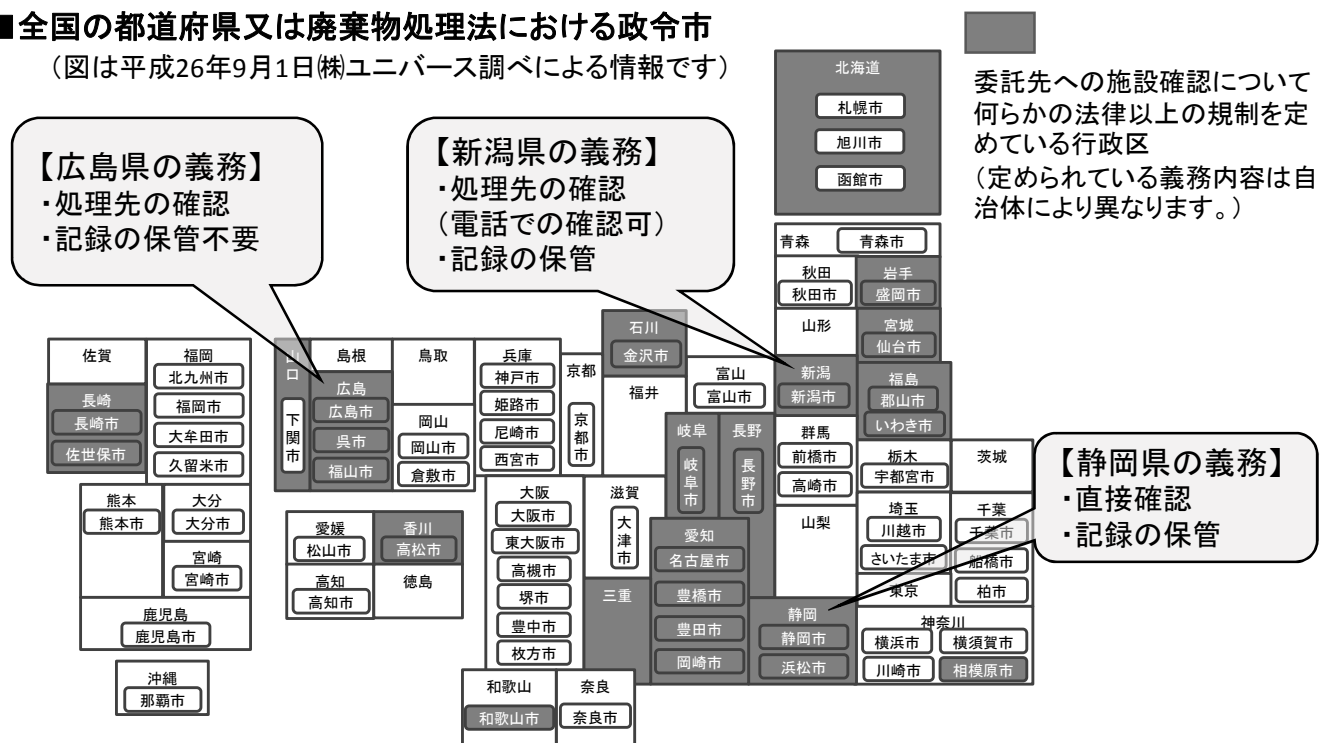 ■全国の都道府県又は廃棄物処理法における政令市
（図は平成26年9月1日㈱ユニバース調べによる情報です）
委託先への施設確認について
何らかの法律以上の規制を定
めている行政区
（定められている義務内容は自
治体により異なります。）
【広島県の義務】
・処理先の確認
・記録の保管不要
【新潟県の義務】
・処理先の確認
（電話での確認可）
・記録の保管
【静岡県の義務】
・直接確認
・記録の保管
北海道
札幌市
旭川市
函館市
青森
青森市
秋田
秋田市
岩手
盛岡市
山形
宮城
仙台市
新潟
新潟市
福島
郡山市
いわき市
群馬
前橋市
高崎市
栃木
宇都宮市
茨城
山梨
埼玉
川越市
さいたま市
千葉
千葉市
船橋市
柏市
東京
神奈川
横浜市
横須賀市
川崎市
相模原市
石川
金沢市
富山
富山市
福井
岐阜
岐阜市
長野
長野市
愛知
名古屋市
豊橋市
豊田市
岡崎市
静岡
静岡市
浜松市
三重
滋賀
大津市
京都
京都市
兵庫
神戸市
姫路市
尼崎市
西宮市
大阪
大阪市
東大阪市
高槻市
堺市
豊中市
枚方市
和歌山
和歌山市
奈良
奈良市
鳥取
島根
岡山
岡山市
倉敷市
広島
広島市
呉市
福山市
山口
下関市
愛媛
松山市
香川
高松市
高知
高知市
徳島
佐賀
福岡
北九州市
福岡市
大牟田市
久留米市
長崎
長崎市
佐世保市
熊本
熊本市
大分
大分市
宮崎
宮崎市
鹿児島
鹿児島市
沖縄
那覇市